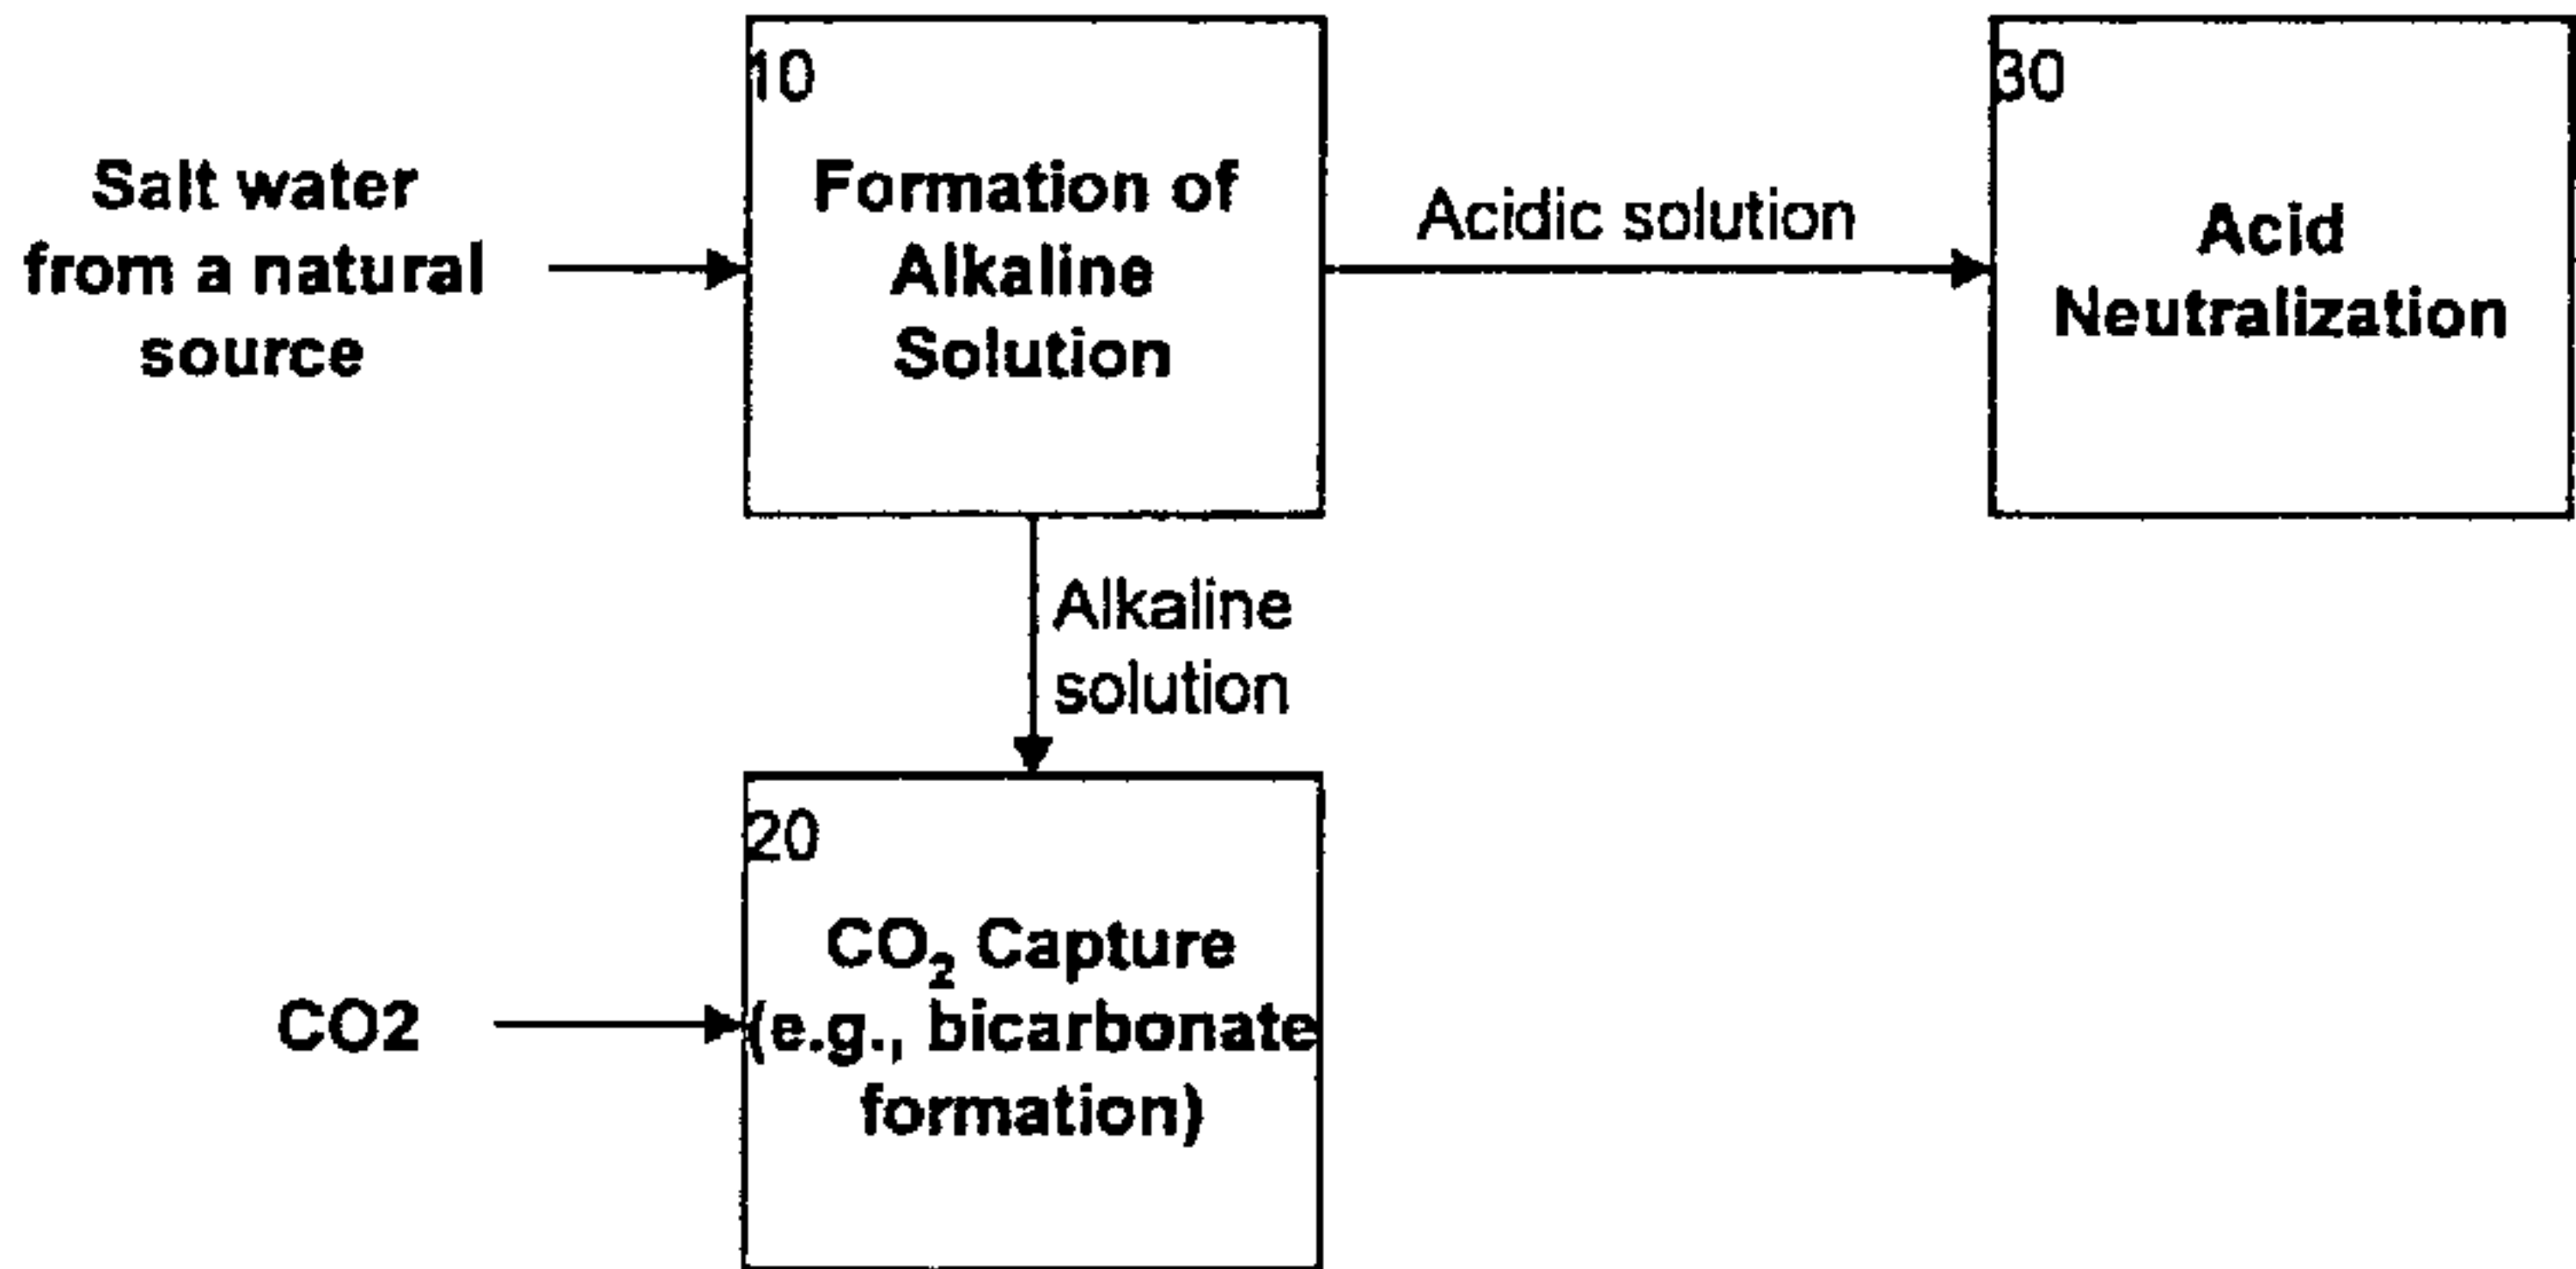 10
Salt water
from a natural
source
Formation of
Alkaline
Solution
Acidic solution
30
Acid
Neutralization
Alkaline
solution
20
CO2
CO₂ Capture
(e.g., bicarbonate
formation)